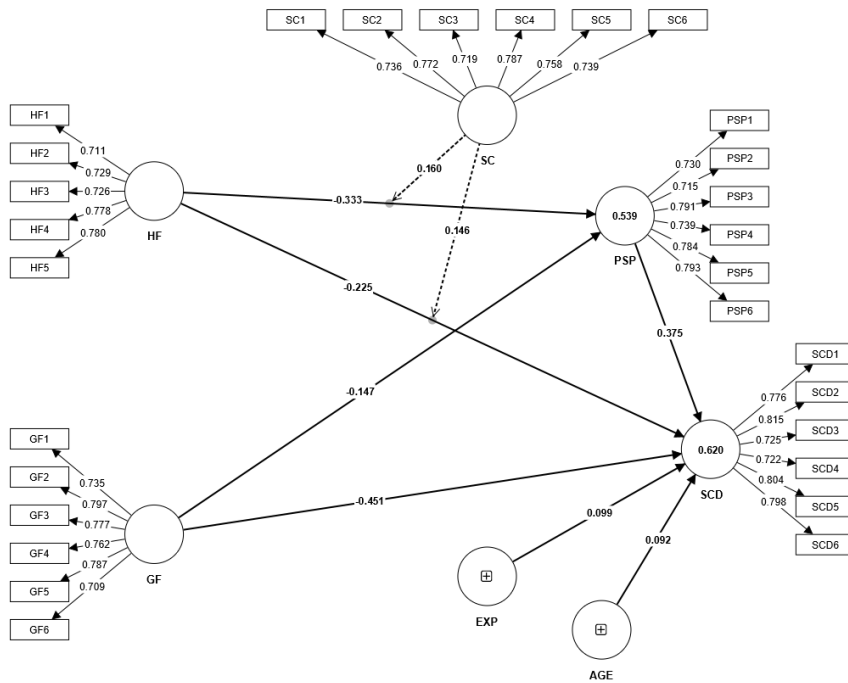 SC1 SC2 SC3 SC4 SC5 SC6
0.736 0.772 0.719 0.787 0.758 0.739
SC
0.160
0.146
HF1
HF2
HF3
HF4
HF5
0.711
0.729
0.726
0.778
0.780
HF
-0.333
-0.225
PSP1
PSP2
PSP3
PSP4
PSP5
PSP6
0.730
0.715
0.791
0.739
0.784
0.793
0.539
PSP
0.375
-0.147
-0.451
GF1
GF2
GF3
GF4
GF5
GF6
0.735
0.797
0.777
0.762
0.787
0.709
GF
SCD1
SCD2
SCD3
SCD4
SCD5
SCD6
0.776
0.815
0.725
0.722
0.804
0.798
0.620
SCD
0.099
0.092
EXP
AGE